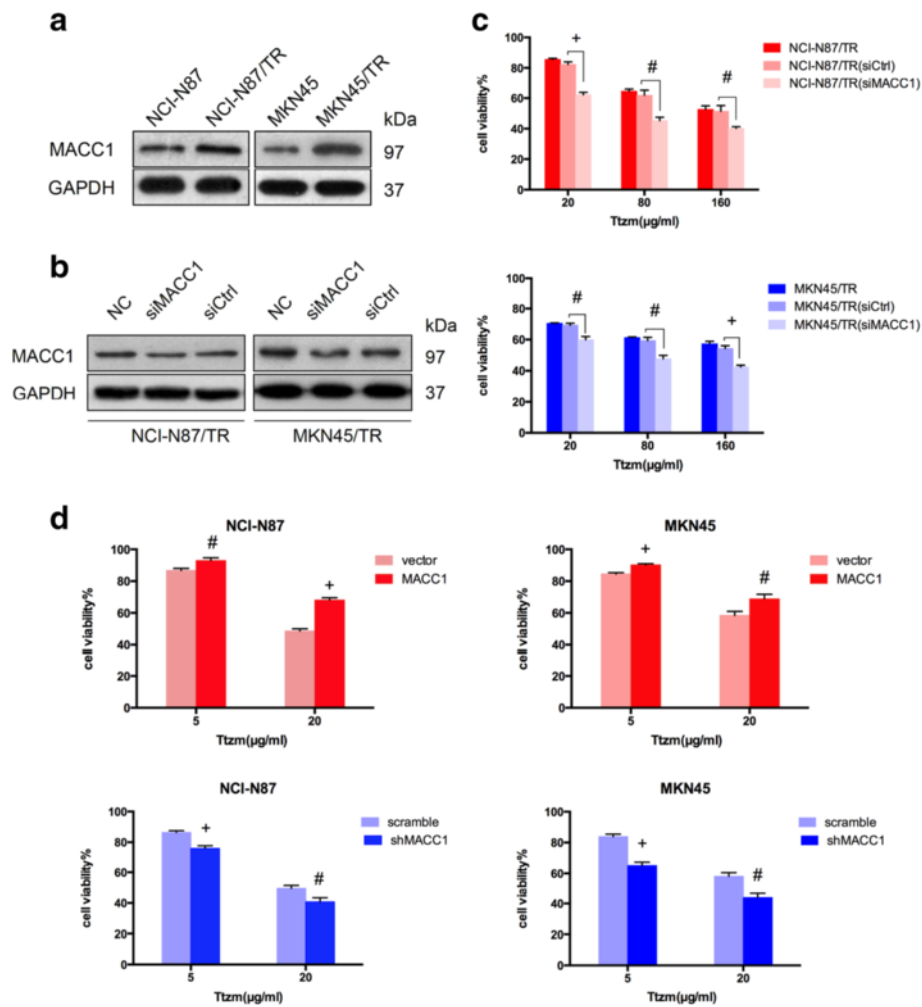 a
NCI-N87
NCI-N87/TR
MKN45
MKN45/TR
kDa
MACC1
97
GAPDH
37
b
NC
siMACC1
siCtrl
NC
siMACC1
siCtrl
kDa
MACC1
97
GAPDH
37
NCI-N87/TR
MKN45/TR
c
100
80
60
40
20
0
cell viability%
+
#
#
NCI-N87/TR
NCI-N87/TR(siCtrl)
NCI-N87/TR(siMACC1)
20
80
160
Ttzm(μg/ml)
100
80
60
40
20
0
cell viability%
#
#
+
MKN45/TR
MKN45/TR(siCtrl)
MKN45/TR(siMACC1)
20
80
160
Ttzm(μg/ml)
d
NCI-N87
100
80
60
40
20
0
cell viability%
#
+
vector
MACC1
5
20
Ttzm(μg/ml)
MKN45
100
80
60
40
20
0
cell viability%
+
#
vector
MACC1
5
20
Ttzm(μg/ml)
NCI-N87
100
80
60
40
20
0
cell viability%
+
#
scramble
shMACC1
5
20
Ttzm(μg/ml)
MKN45
100
80
60
40
20
0
cell viability%
+
#
scramble
shMACC1
5
20
Ttzm(μg/ml)